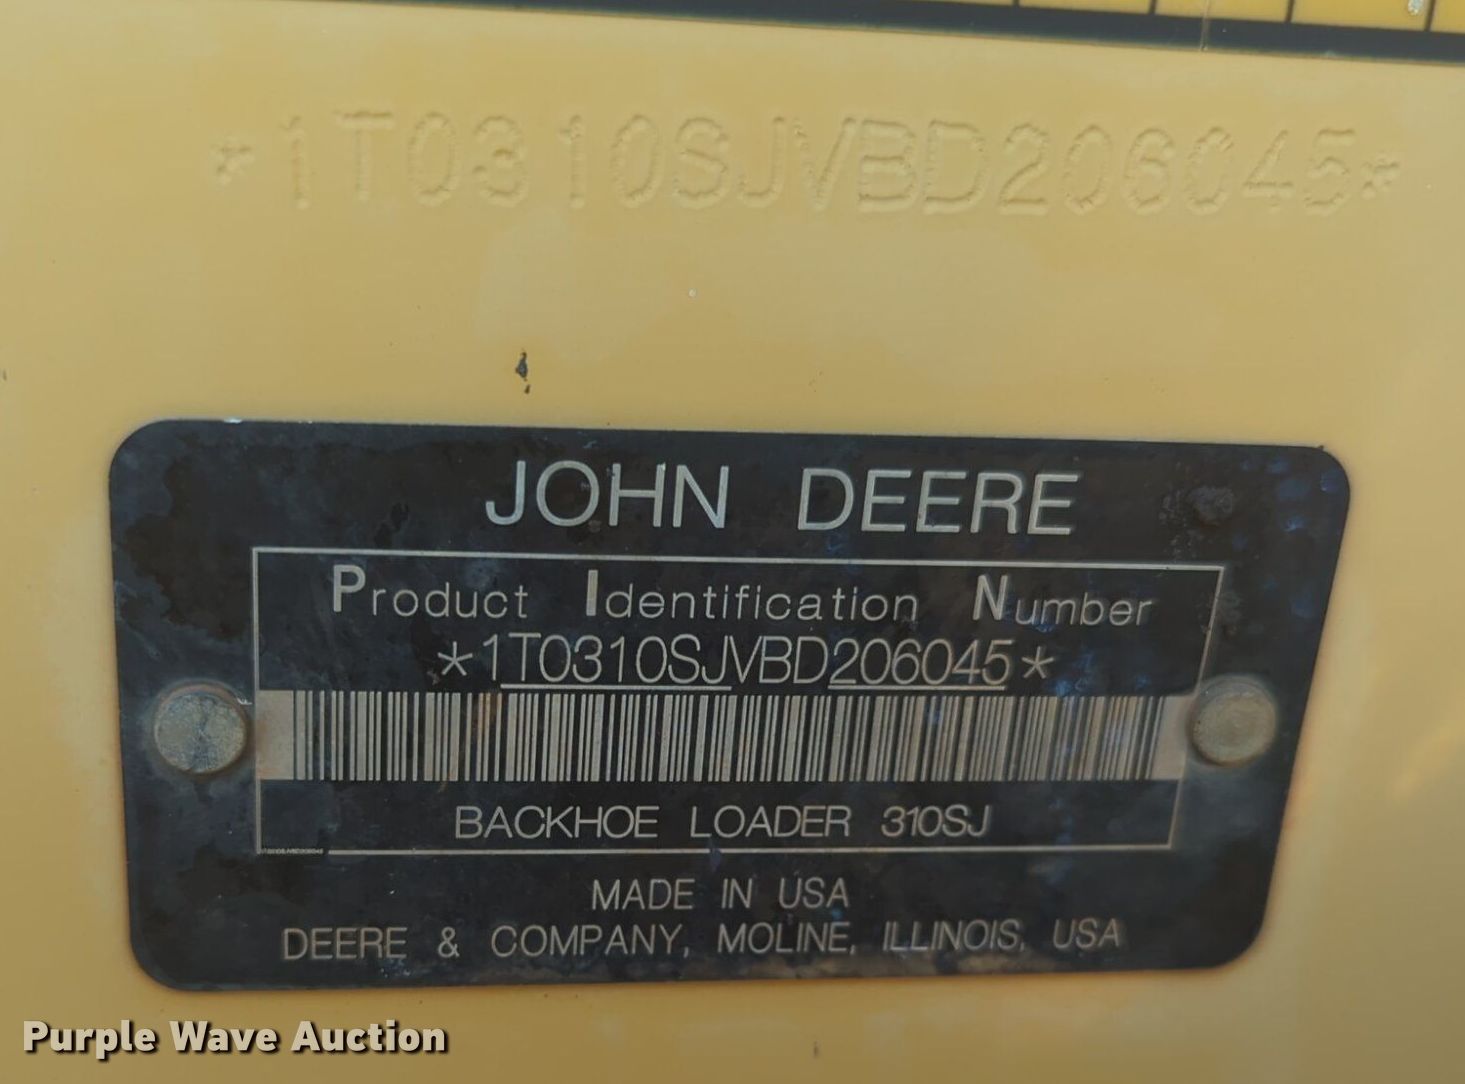 *1T0310SJVBD206045*
JOHN DEERE
Product Identification Number
*1T0310SJVBD206045*
BACKHOE LOADER 310SJ
MADE IN USA
DEERE & COMPANY, MOLINE, ILLINOIS, USA
Purple Wave Auction